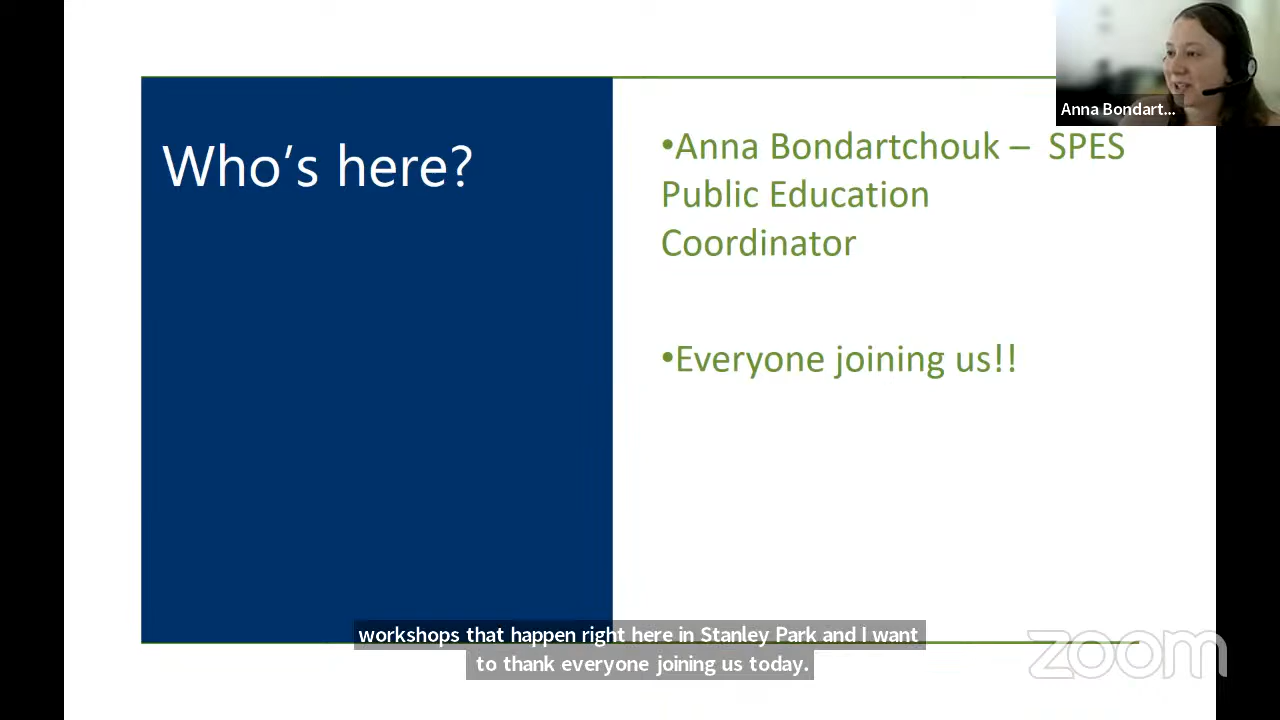 Who's here?
•Anna Bondartchouk – SPES
Public Education
Coordinator
•Everyone joining us!!
Anna Bondart...
workshops that happen right here in Stanley Park and I want
to thank everyone joining us today.
zoom